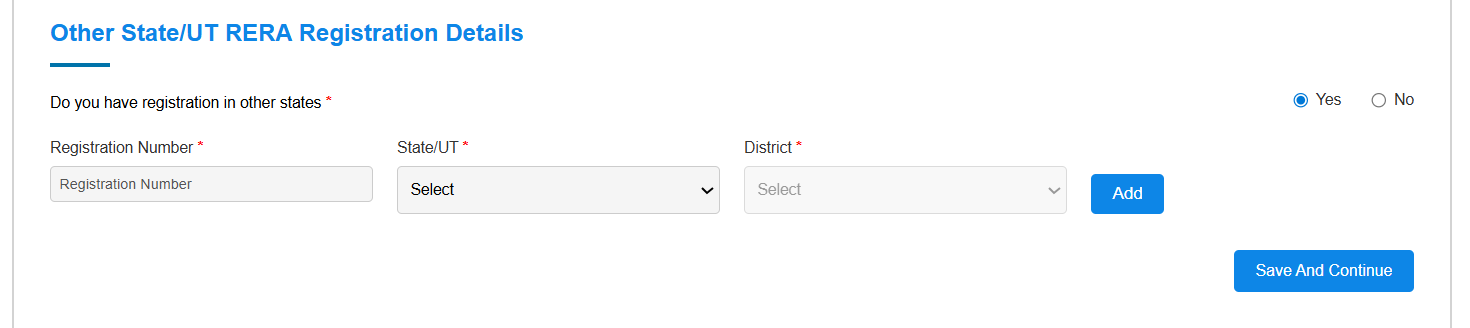 Other State/UT RERA Registration Details
Do you have registration in other states *
Yes No
Registration Number * State/UT * District *
Registration Number Select Select Add
Save And Continue